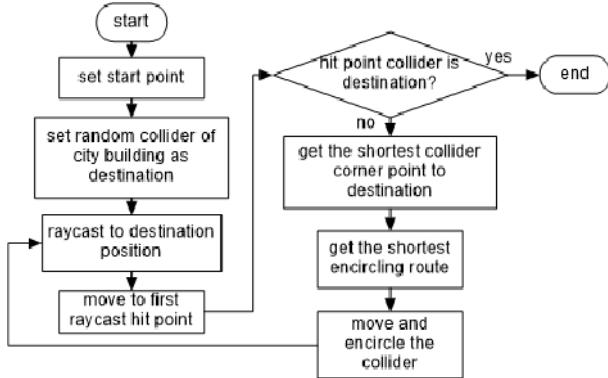 start
set start point
set random collider of
city building as
destination
raycast to destination
position
move to first
raycast hit point
hit point collider is
destination?
yes
end
no
get the shortest collider
corner point to
destination
get the shortest
encircling route
move and
encircle the
collider